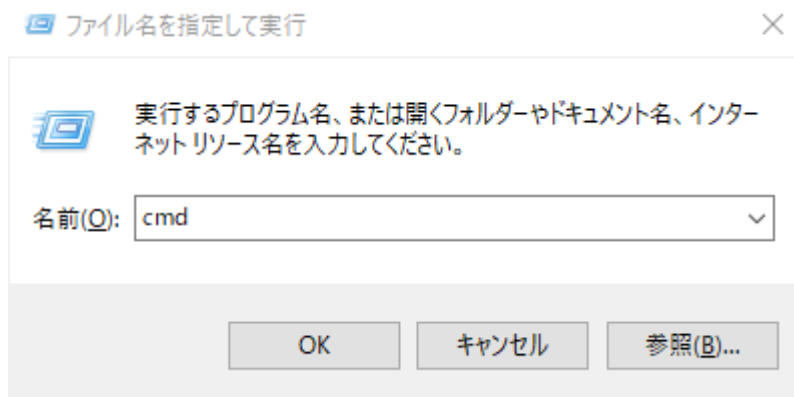 ファイル名を指定して実行
実行するプログラム名、または開くフォルダーやドキュメント名、インター
ネット リソース名を入力してください。
名前(O): cmd
OK キャンセル 参照(B)...